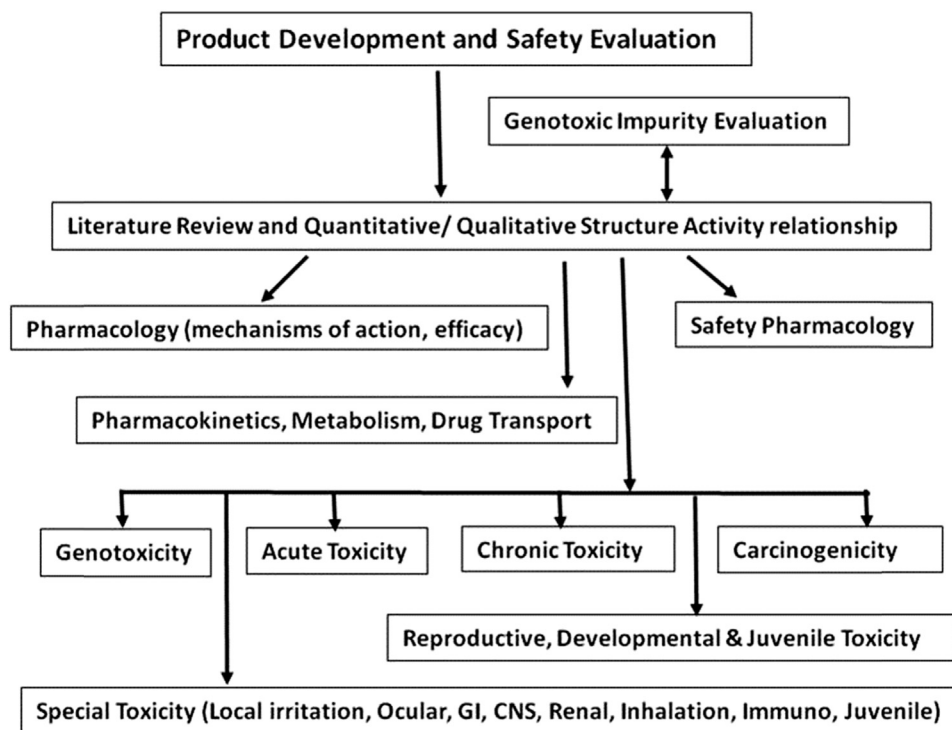 Product Development and Safety Evaluation
Genotoxic Impurity Evaluation
Literature Review and Quantitative/ Qualitative Structure Activity relationship
Pharmacology (mechanisms of action, efficacy)
Safety Pharmacology
Pharmacokinetics, Metabolism, Drug Transport
Genotoxicity
Acute Toxicity
Chronic Toxicity
Carcinogenicity
Reproductive, Developmental & Juvenile Toxicity
Special Toxicity (Local irritation, Ocular, GI, CNS, Renal, Inhalation, Immuno, Juvenile)